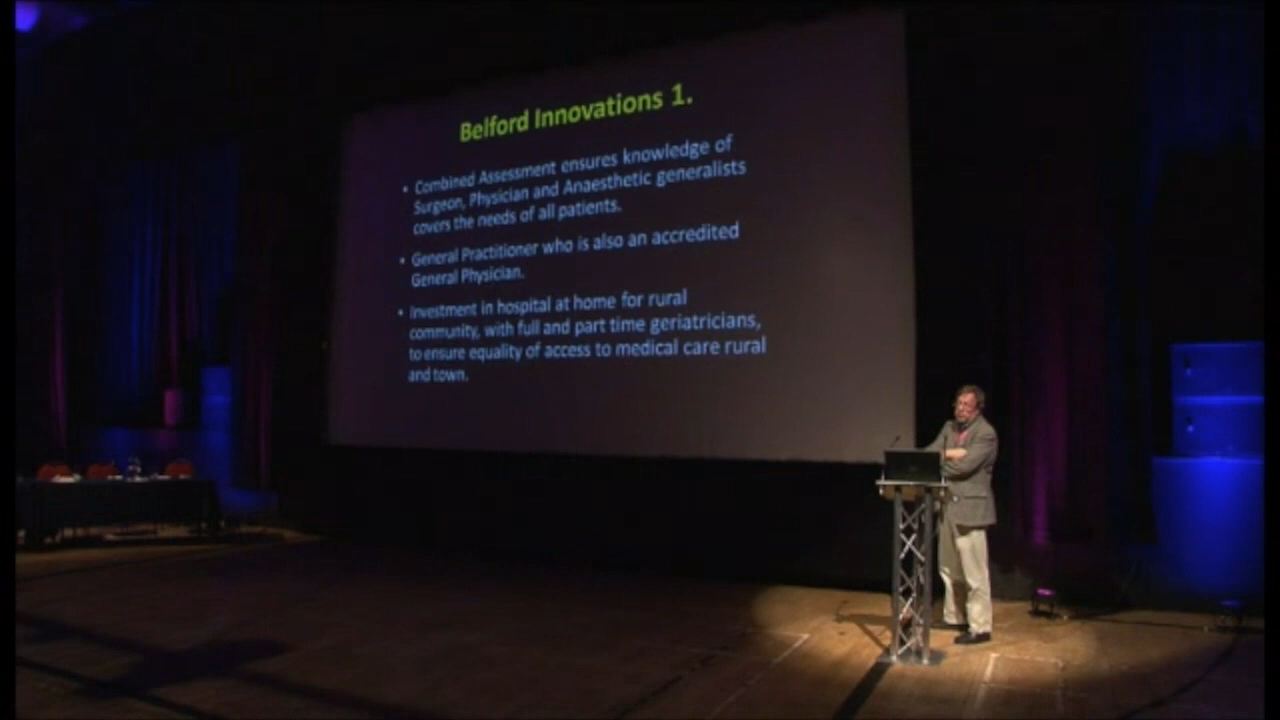 Belford Innovations 1.
• Combined Assessment ensures knowledge of
Surgeon, Physician and Anaesthetic generalists
covers the needs of all patients.
• General Practitioner who is also an accredited
General Physician.
• Investment in hospital at home for rural
community, with full and part time geriatricians,
to ensure equality of access to medical care rural
and town.